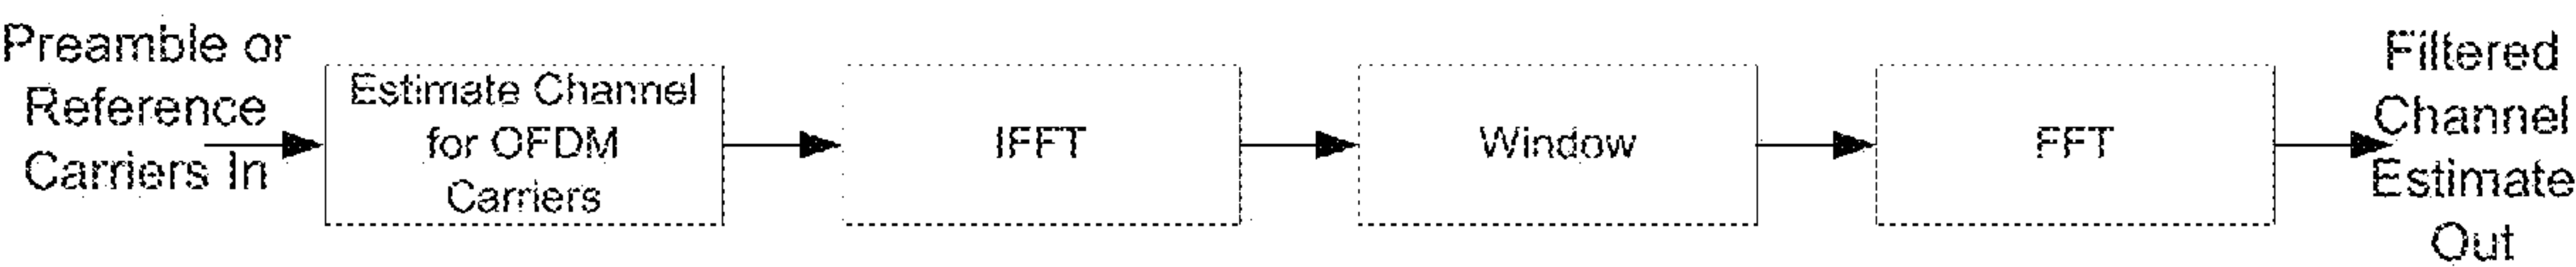 Preamble or
Reference
Carriers In
Estimate Channel
for OFDM
Carriers
IFFT
Window
FFT
Filtered
Channel
Estimate
Out